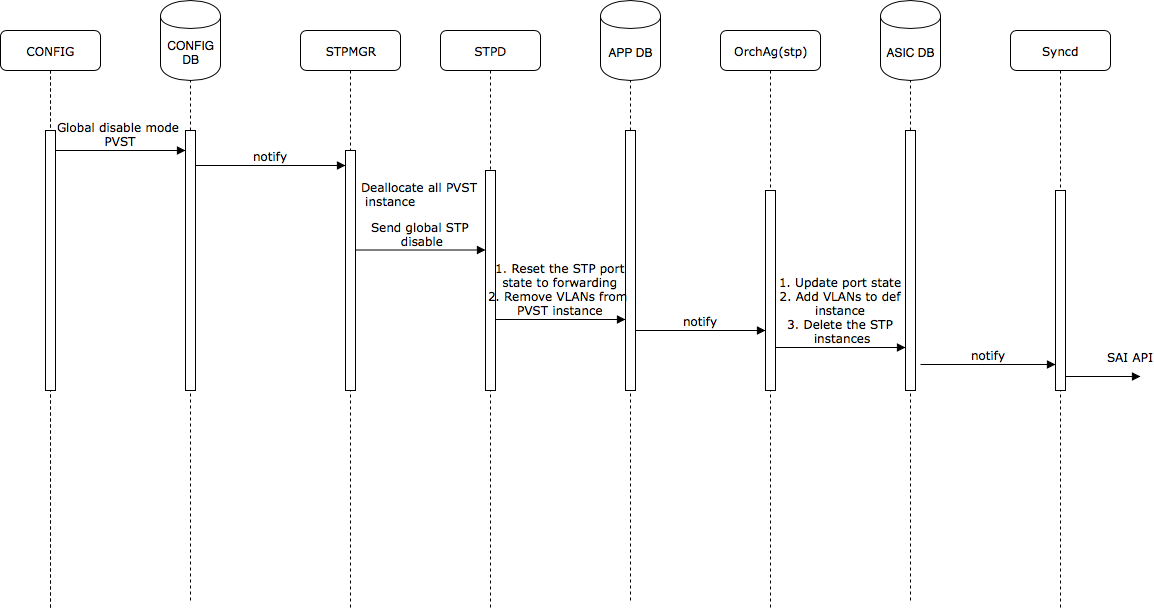 CONFIG
CONFIG
DB
STPMGR
STPD
APP DB
OrchAg(stp)
ASIC DB
Syncd
Global disable mode
PVST
notify
Deallocate all PVST
instance
Send global STP
disable
1. Reset the STP port
state to forwarding
2. Remove VLANs from
PVST instance
notify
1. Update port state
2. Add VLANs to def
instance
3. Delete the STP
instances
notify
SAI API